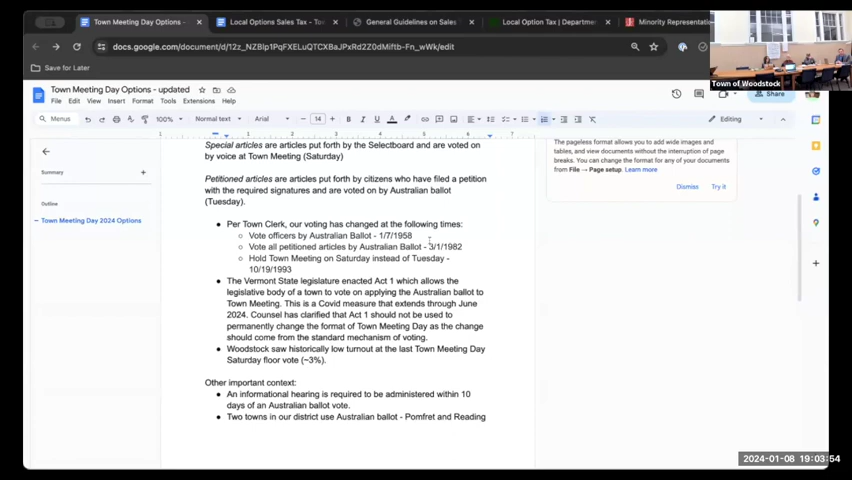 Town Meeting Day Options -
Local Options Sales Tax - To
General Guidelines on Sales
Local Option Tax | Departme
Minority Representati
docs.google.com/document/d/12z_NZBlp1PqFXELuQTCXBaJPxRd2Z0dMiftb-Fn_wWk/edit
Save for Later
Town of Woodstock
Town Meeting Day Options - updated
File Edit View Insert Format Tools Extensions Help
Share
Menus
100%
Normal text
Arial
14
Editing
1 2 3 4 5 6 7
Summary
Outline
Town Meeting Day 2024 Options
Special articles are articles put forth by the Selectboard and are voted on
by voice at Town Meeting (Saturday)
Petitioned articles are articles put forth by citizens who have filed a petition
with the required signatures and are voted on by Australian ballot
(Tuesday).
Per Town Clerk, our voting has changed at the following times:
Vote officers by Australian Ballot - 1/7/1958
Vote all petitioned articles by Australian Ballot - 3/1/1982
Hold Town Meeting on Saturday instead of Tuesday -
10/19/1993
The Vermont State legislature enacted Act 1 which allows the
legislative body of a town to vote on applying the Australian ballot to
Town Meeting. This is a Covid measure that extends through June
2024. Counsel has clarified that Act 1 should not be used to
permanently change the format of Town Meeting Day as the change
should come from the standard mechanism of voting.
Woodstock saw historically low turnout at the last Town Meeting Day
Saturday floor vote (~3%).
Other important context:
An informational hearing is required to be administered within 10
days of an Australian ballot vote.
Two towns in our district use Australian ballot - Pomfret and Reading
The pageless format allows you to add wide images and
tables, and view documents without the interruption of page
breaks. You can change the format for any of your documents
from File → Page setup. Learn more
Dismiss Try it
2024-01-08 19:03:54